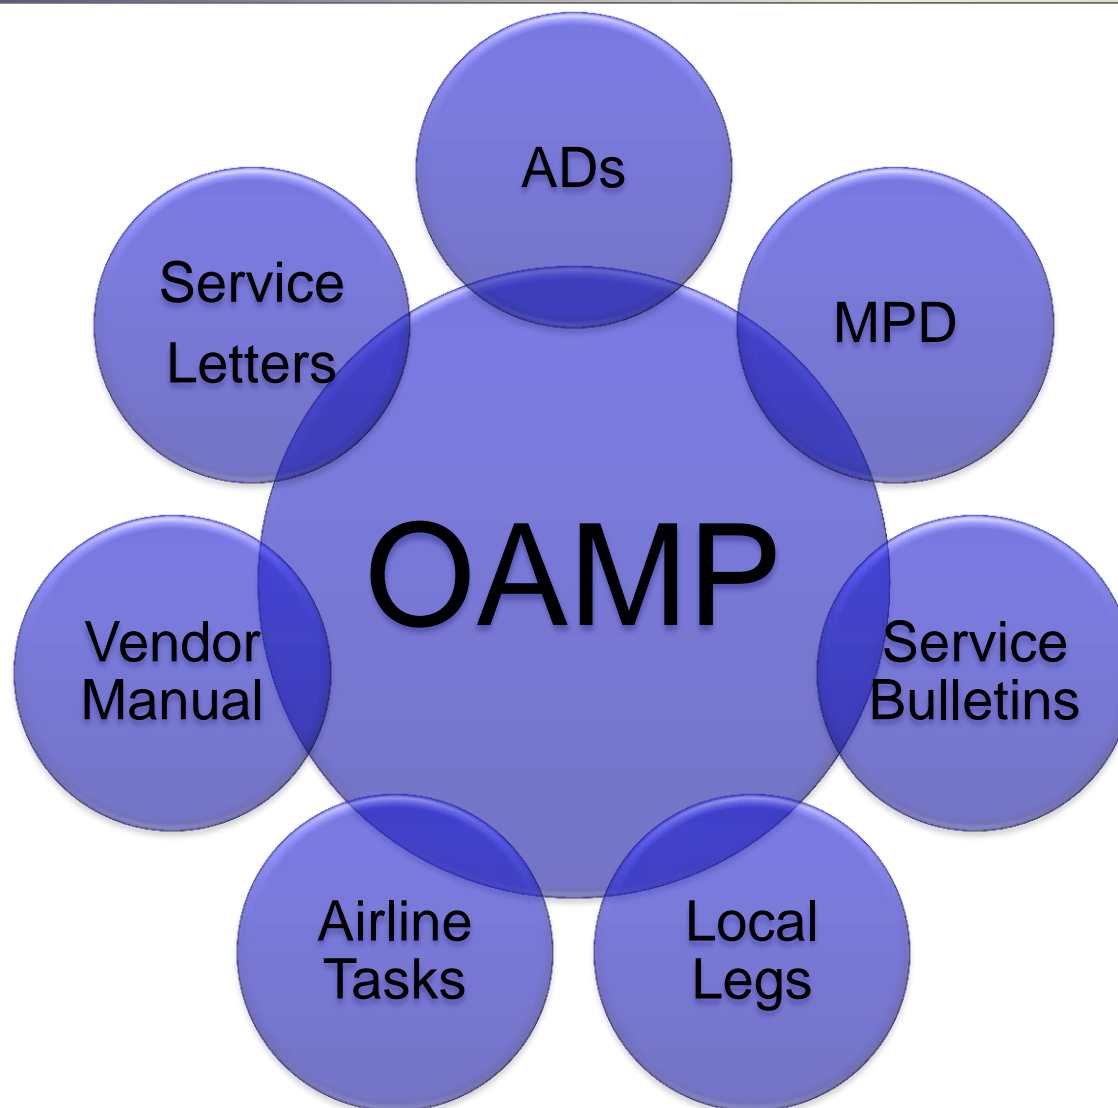 ADs
MPD
Service
Bulletins
Local
Legs
Airline
Tasks
Vendor
Manual
Service
Letters
OAMP